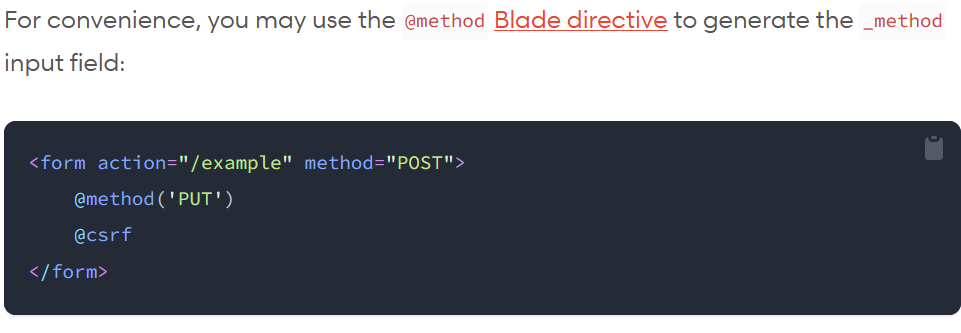 For convenience, you may use the @method Blade directive to generate the _method
input field:
<form action="/example" method="POST">
    @method('PUT')
    @csrf
</form>